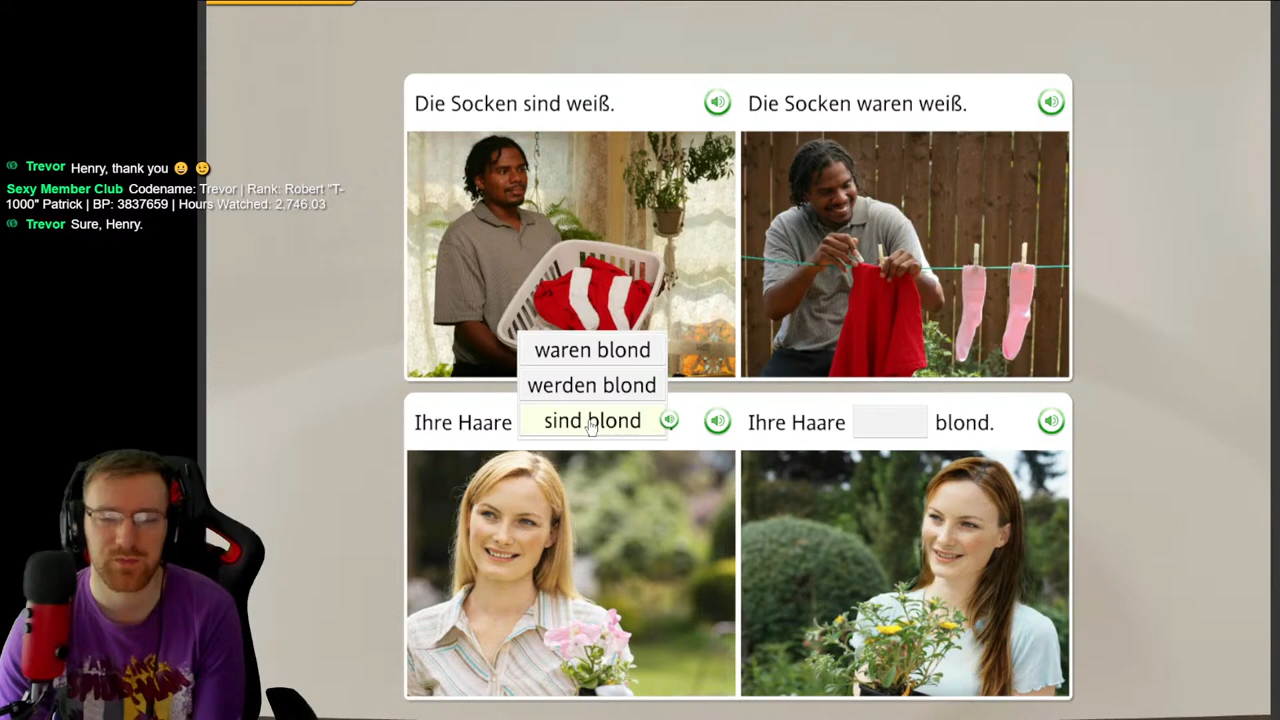 Trevor Henry, thank you 😀 😉
Sexy Member Club Codename: Trevor | Rank: Robert "T-
1000" Patrick | BP: 3837659 | Hours Watched: 2,746.03
Trevor Sure, Henry.
Die Socken sind weiß.
Die Socken waren weiß.
waren blond
werden blond
Ihre Haare
sind blond
Ihre Haare blond.